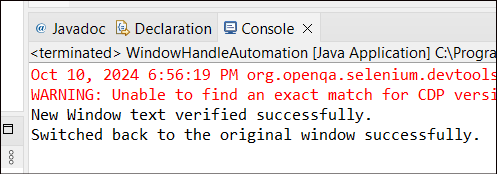 Javadoc Declaration Console
<terminated> WindowHandleAutomation [Java Application] C:\Progra
Oct 10, 2024 6:56:19 PM org.openqa.selenium.devtools
WARNING: Unable to find an exact match for CDP versi
New Window text verified successfully.
Switched back to the original window successfully.